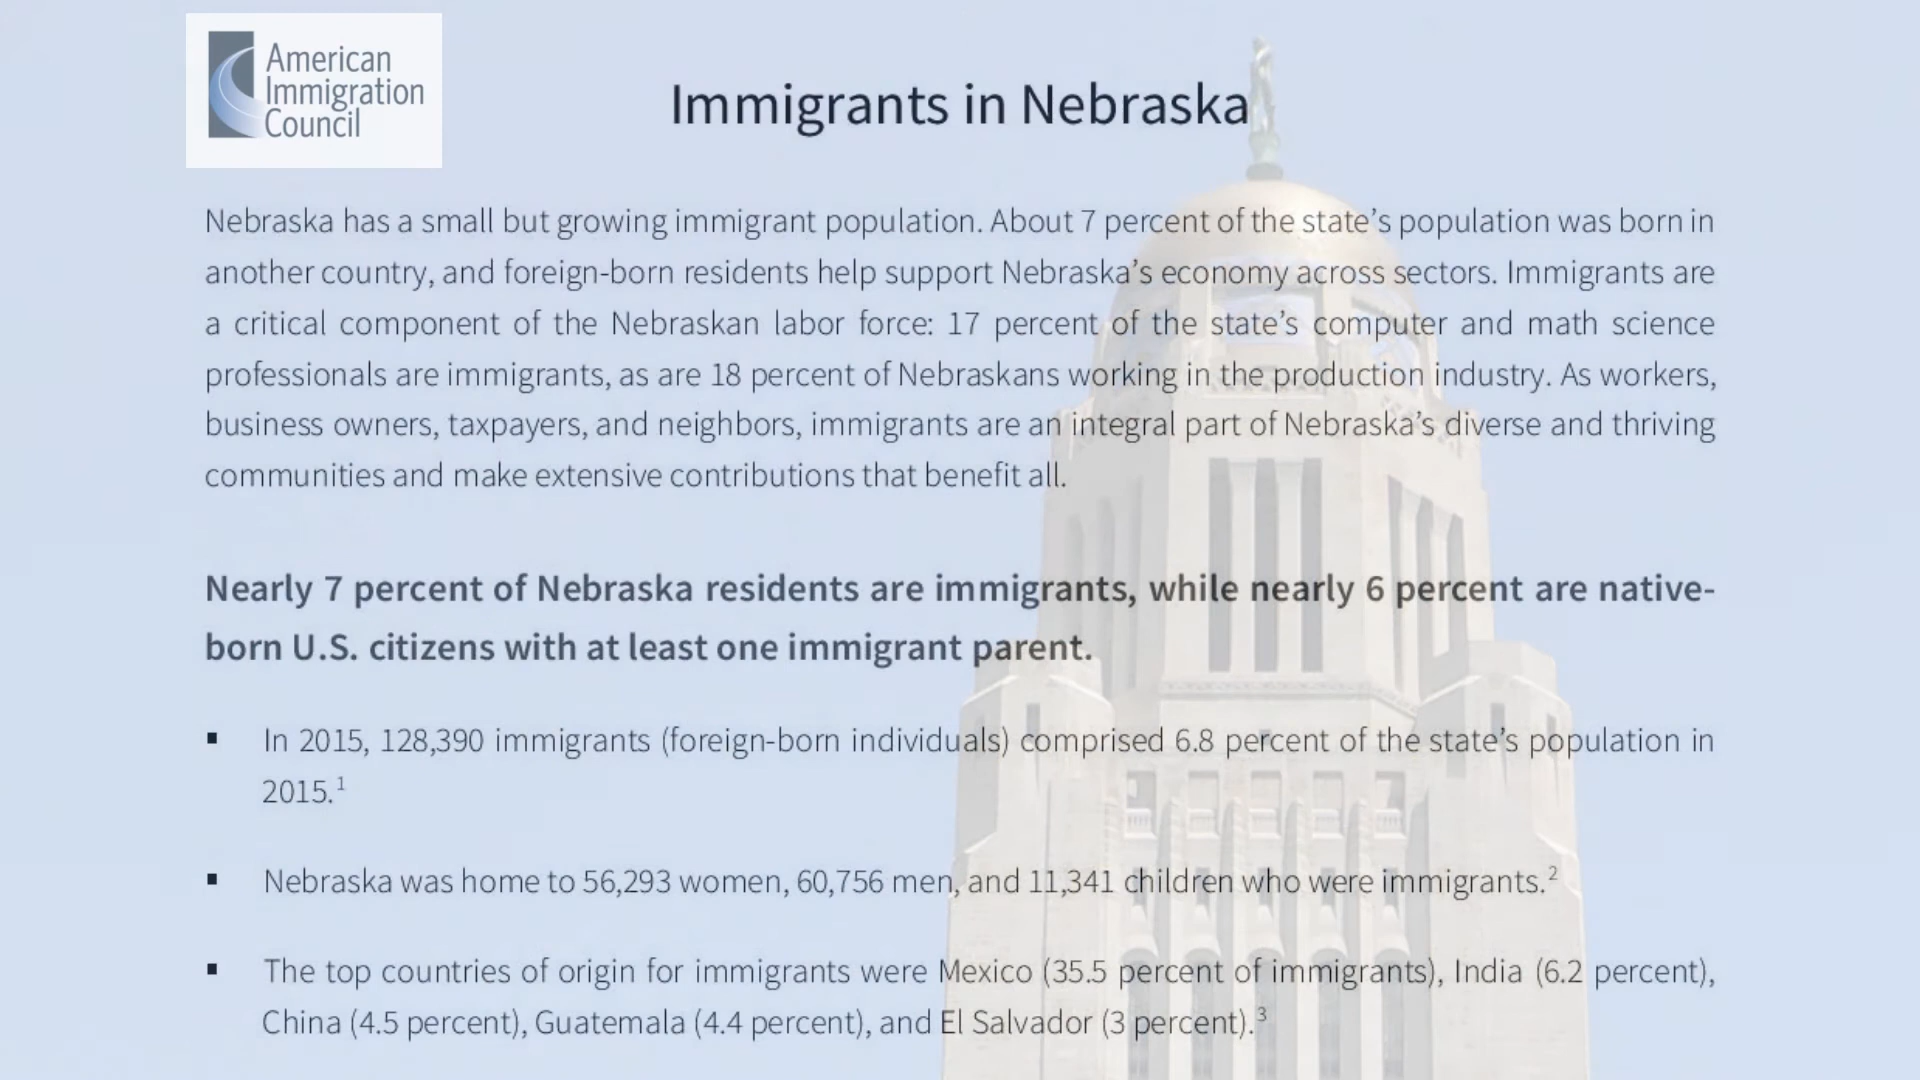 American
Immigration
Council
Immigrants in Nebraska
Nebraska has a small but growing immigrant population. About 7 percent of the state’s population was born in
another country, and foreign-born residents help support Nebraska’s economy across sectors. Immigrants are
a critical component of the Nebraskan labor force: 17 percent of the state’s computer and math science
professionals are immigrants, as are 18 percent of Nebraskans working in the production industry. As workers,
business owners, taxpayers, and neighbors, immigrants are an integral part of Nebraska’s diverse and thriving
communities and make extensive contributions that benefit all.
Nearly 7 percent of Nebraska residents are immigrants, while nearly 6 percent are native-
born U.S. citizens with at least one immigrant parent.
▪ In 2015, 128,390 immigrants (foreign-born individuals) comprised 6.8 percent of the state’s population in
2015.¹
▪ Nebraska was home to 56,293 women, 60,756 men, and 11,341 children who were immigrants.²
▪ The top countries of origin for immigrants were Mexico (35.5 percent of immigrants), India (6.2 percent),
China (4.5 percent), Guatemala (4.4 percent), and El Salvador (3 percent).³